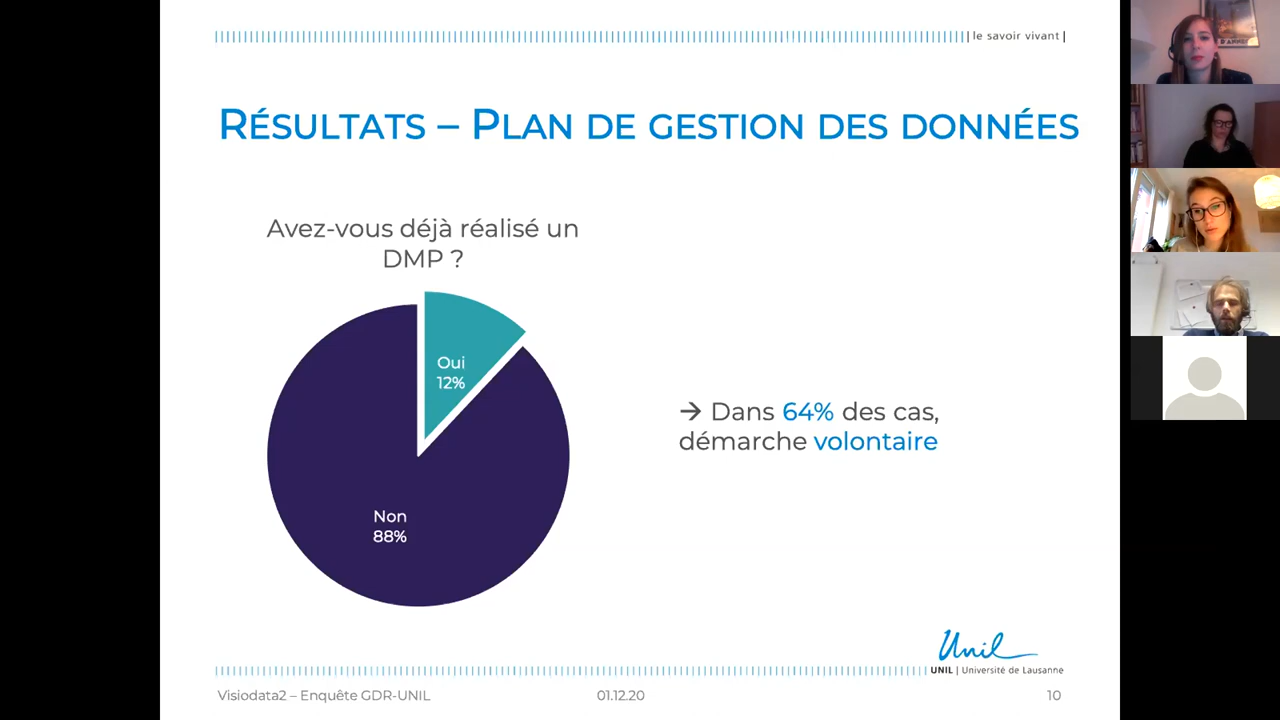 | le savoir vivant |
RÉSULTATS – PLAN DE GESTION DES DONNÉES
Avez-vous déjà réalisé un
DMP ?
Oui
12%
Non
88%
→ Dans 64% des cas,
démarche volontaire
Unil
UNIL | Université de Lausanne
Visiodata2 – Enquête GDR-UNIL
01.12.20
10